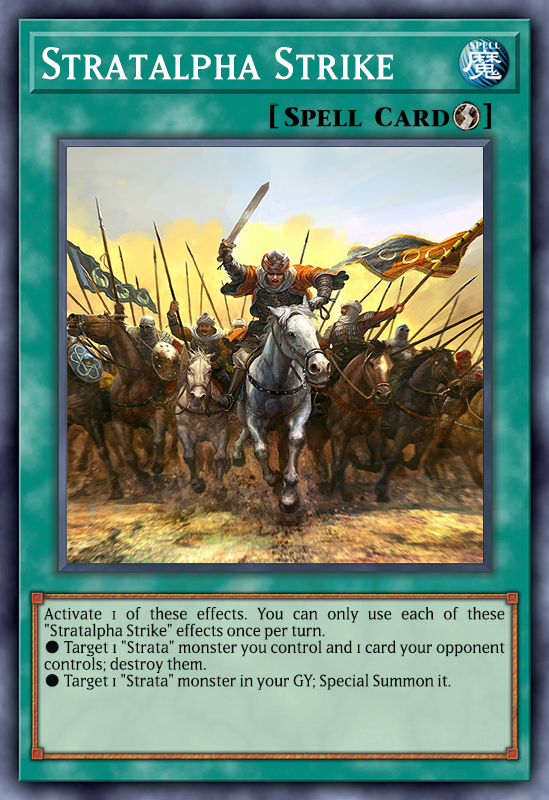 Stratalpha Strike
SPELL
魔
[Spell Card]
Activate 1 of these effects. You can only use each of these
"Stratalpha Strike" effects once per turn.
● Target 1 "Strata" monster you control and 1 card your opponent
controls; destroy them.
● Target 1 "Strata" monster in your GY; Special Summon it.